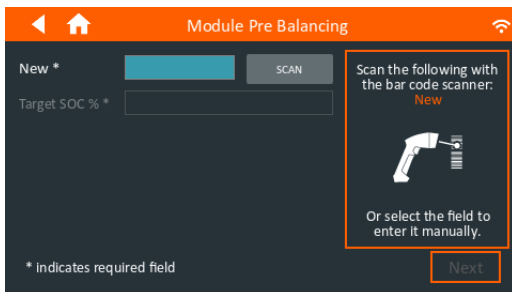 Module Pre Balancing
New *
SCAN
Target SOC % *
Scan the following with
the bar code scanner:
New
Or select the field to
enter it manually.
* indicates required field
Next